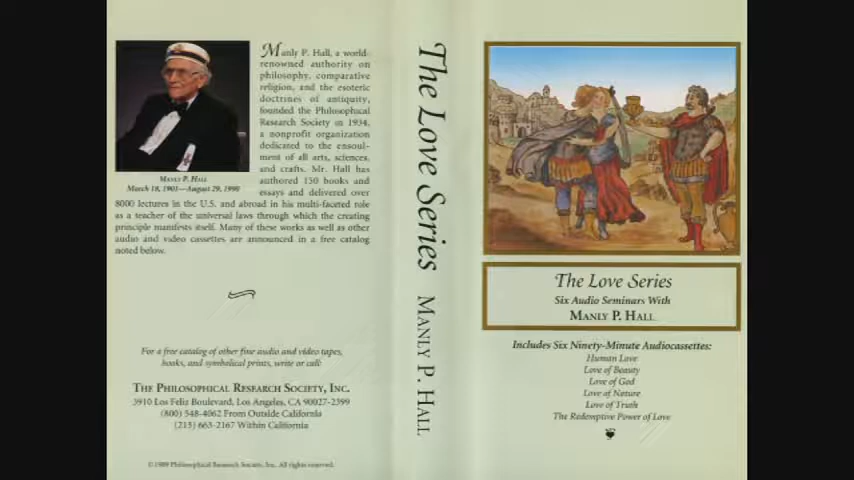 Manly P. Hall, a world-
renowned authority on
philosophy, comparative
religion, and the esoteric
doctrines of antiquity,
founded the Philosophical
Research Society in 1934,
a nonprofit organization
dedicated to the ensoul-
ment of all arts, sciences,
and crafts. Mr. Hall has
authored 150 books and
essays and delivered over
8000 lectures in the U.S. and abroad in his multi-faceted role
as a teacher of the universal laws through which the creating
principle manifests itself. Many of these works as well as other
audio and video cassettes are announced in a free catalog
noted below.
MANLY P. HALL
March 18, 1901—August 29, 1990
For a free catalog of other fine audio and video tapes,
books, and symbolical prints, write or call:
THE PHILOSOPHICAL RESEARCH SOCIETY, INC.
3910 Los Feliz Boulevard, Los Angeles, CA 90027-2399
(800) 548-4062 From Outside California
(213) 663-2167 Within California
©1989 Philosophical Research Society, Inc. All rights reserved.
The Love Series MANLY P. HALL
The Love Series
Six Audio Seminars With
MANLY P. HALL
Includes Six Ninety-Minute Audiocassettes:
Human Love
Love of Beauty
Love of God
Love of Nature
Love of Truth
The Redemptive Power of Love